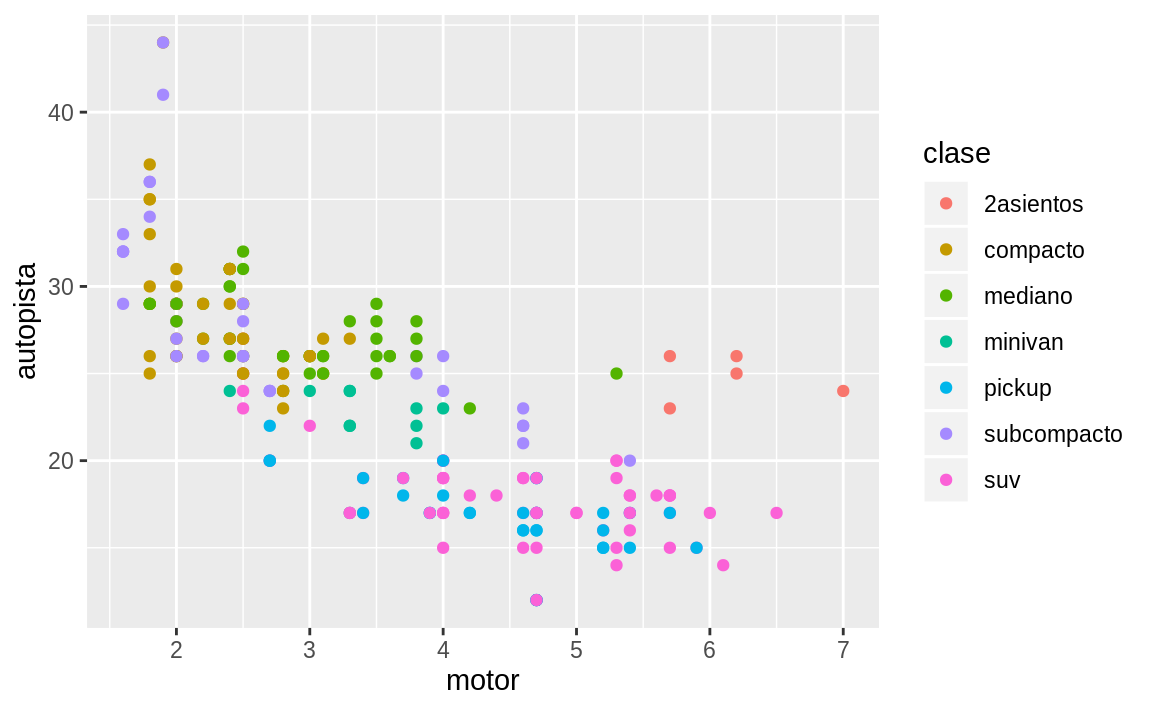 40
30
20
autopista
2 3 4 5 6 7
motor
clase
2asientos
compacto
mediano
minivan
pickup
subcompacto
suv